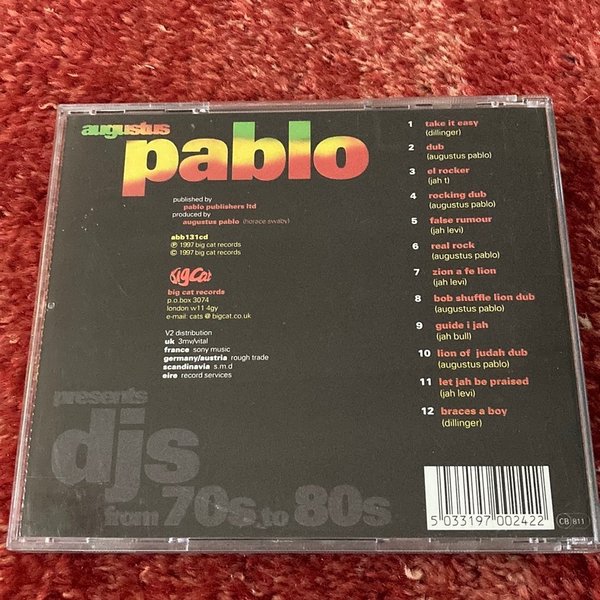 augustus
pablo
published by
pablo publishers ltd
produced by
augustus pablo (horace swaby)
abb131cd
℗ 1997 big cat records
© 1997 big cat records
big cat
big cat records
p.o.box 3074
london w11 4gy
e-mail: cats @ bigcat.co.uk
V2 distribution
uk 3mv/vital
france sony music
germany/austria rough trade
scandinavia s.m.d
eire record services
presents
djs
from 70s to 80s
1 take it easy
(dillinger)
2 dub
(augustus pablo)
3 el rocker
(jah t)
4 rocking dub
(augustus pablo)
5 false rumour
(jah levi)
6 real rock
(augustus pablo)
7 zion a fe lion
(jah levi)
8 bob shuffle lion dub
(augustus pablo)
9 guide i jah
(jah bull)
10 lion of judah dub
(augustus pablo)
11 let jah be praised
(jah levi)
12 braces a boy
(dillinger)
5 033197 002422
CB 811